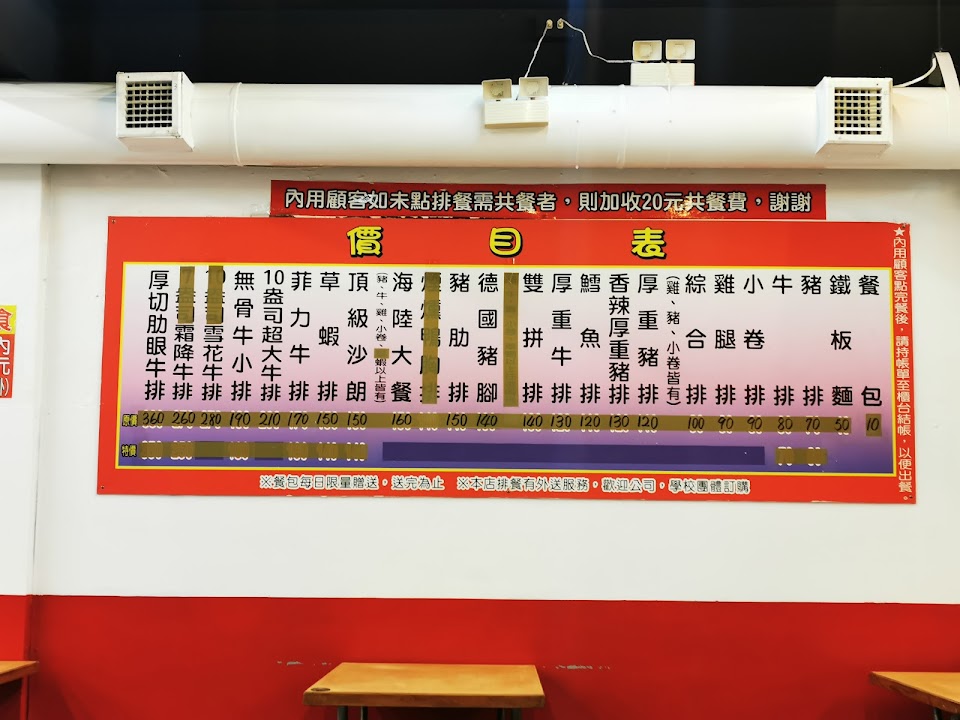 內用顧客如未點排餐需共餐者，則加收20元共餐費，謝謝
價目表
★內用顧客點完餐後，請持帳單至櫃台結帳，以便出餐。
餐包
鐵板麵
豬排
牛排
小卷排
雞腿排
綜合排
(雞、豬、小卷皆有)
厚重豬排
香辣厚重豬排
鱈魚排
厚重牛排
雙拼排
德國豬腳
豬肋排
海陸大餐
豬、牛、雞、小卷、蝦以上皆有)
頂級沙朗
草蝦排
菲力牛排
10盎司超大牛排
無骨牛小排
雪花牛排
霜降牛排
厚切肋眼牛排
原價 360 260 280 190 210 170 150 150 160 150 140 140 130 120 130 120 100 90 90 80 70 50 10
特價
※餐包每日限量贈送，送完為止 ※本店排餐有外送服務，歡迎公司，學校團體訂購
食
內
元